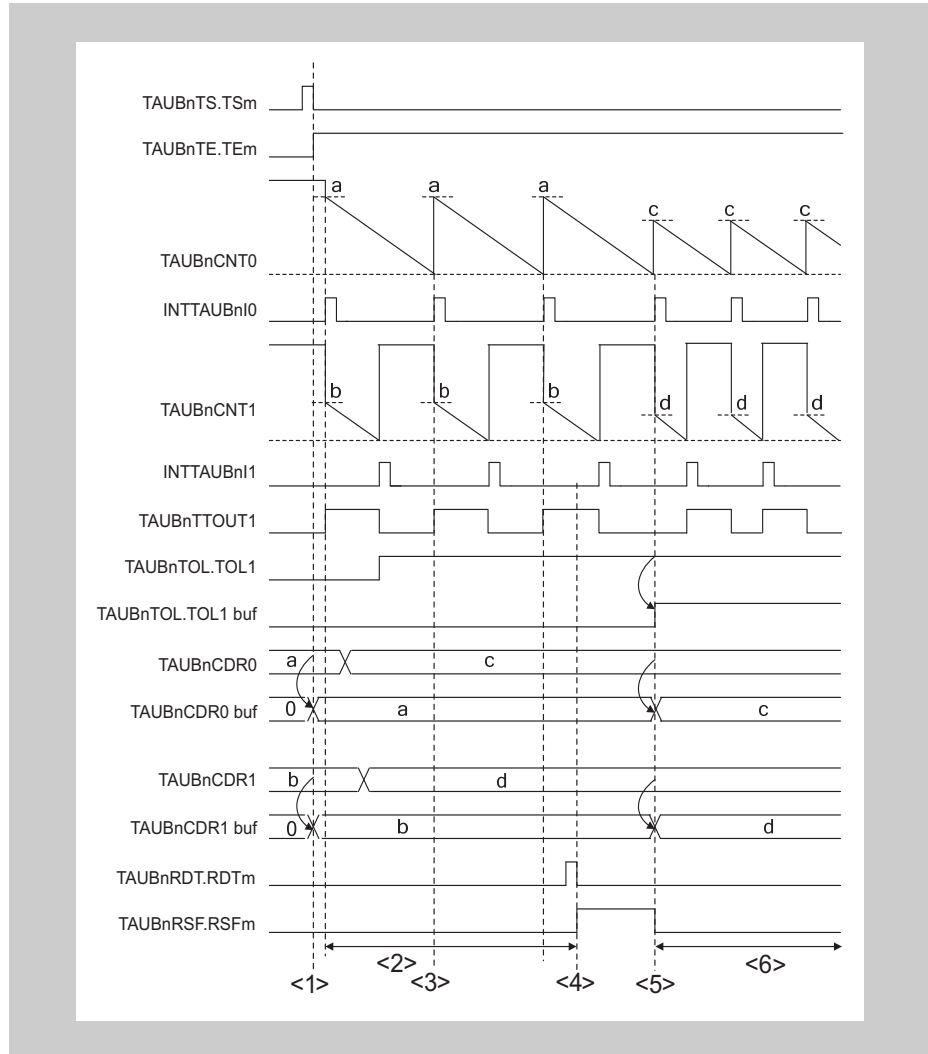 TAUBnTS.TSm
TAUBnTE.TEm
a a a
c c c
TAUBnCNT0
INTTAUBnI0
b b b
d d d
TAUBnCNT1
INTTAUBnI1
TAUBnTTOUT1
TAUBnTOL.TOL1
TAUBnTOL.TOL1 buf
TAUBnCDR0 a c
TAUBnCDR0 buf 0 a c
TAUBnCDR1 b d
TAUBnCDR1 buf 0 b d
TAUBnRDT.RDTm
TAUBnRSF.RSFm
<1> <2> <3> <4> <5> <6>